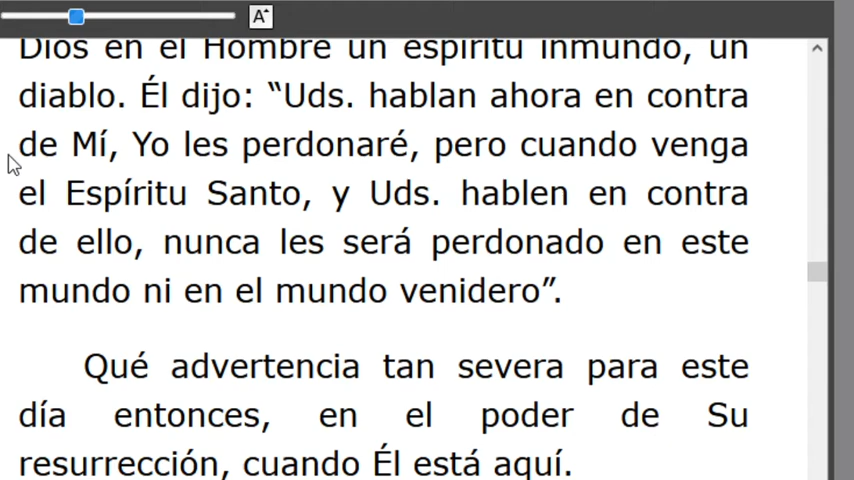 A
Dios en el Hombre un espíritu inmundo, un
diablo. Él dijo: “Uds. hablan ahora en contra
de Mí, Yo les perdonaré, pero cuando venga
el Espíritu Santo, y Uds. hablen en contra
de ello, nunca les será perdonado en este
mundo ni en el mundo venidero”.
Qué advertencia tan severa para este
día entonces, en el poder de Su
resurrección, cuando Él está aquí.